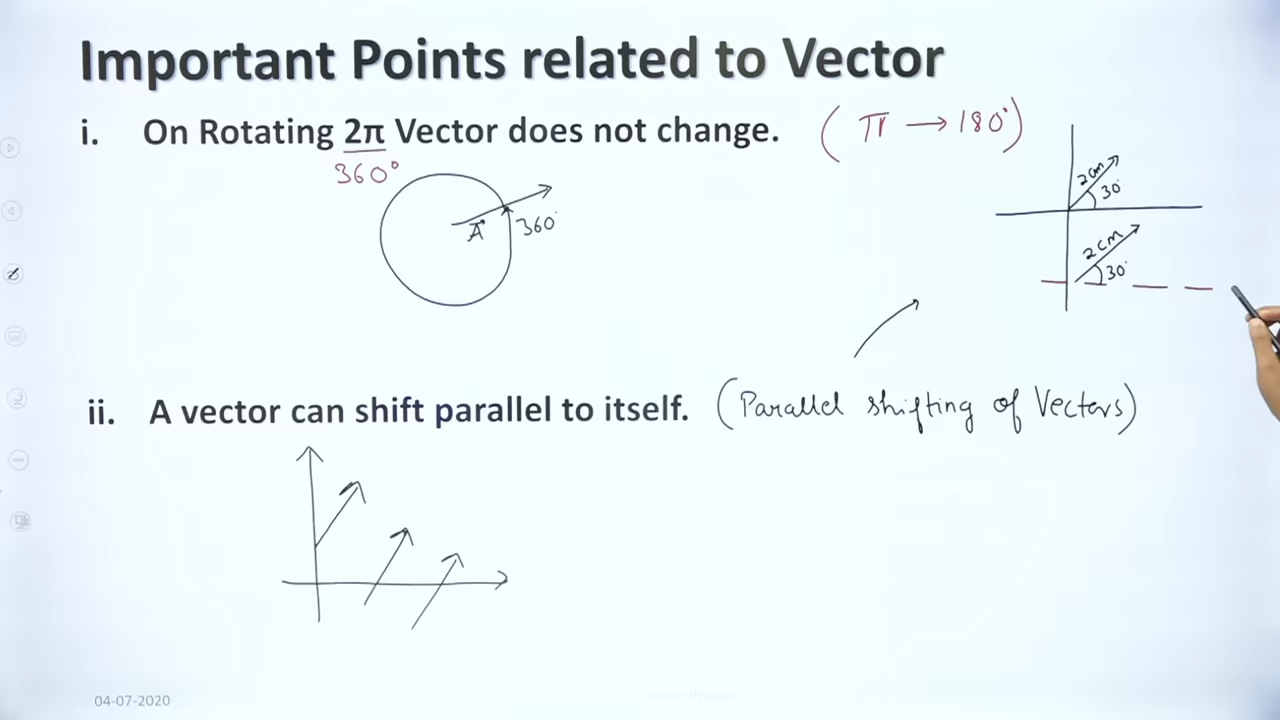 Important Points related to Vector
i. On Rotating 2π Vector does not change. (π → 180°)
360°
A 360°
2cm
30°
2cm
30°
ii. A vector can shift parallel to itself. (Parallel shifting of Vectors)
04-07-2020